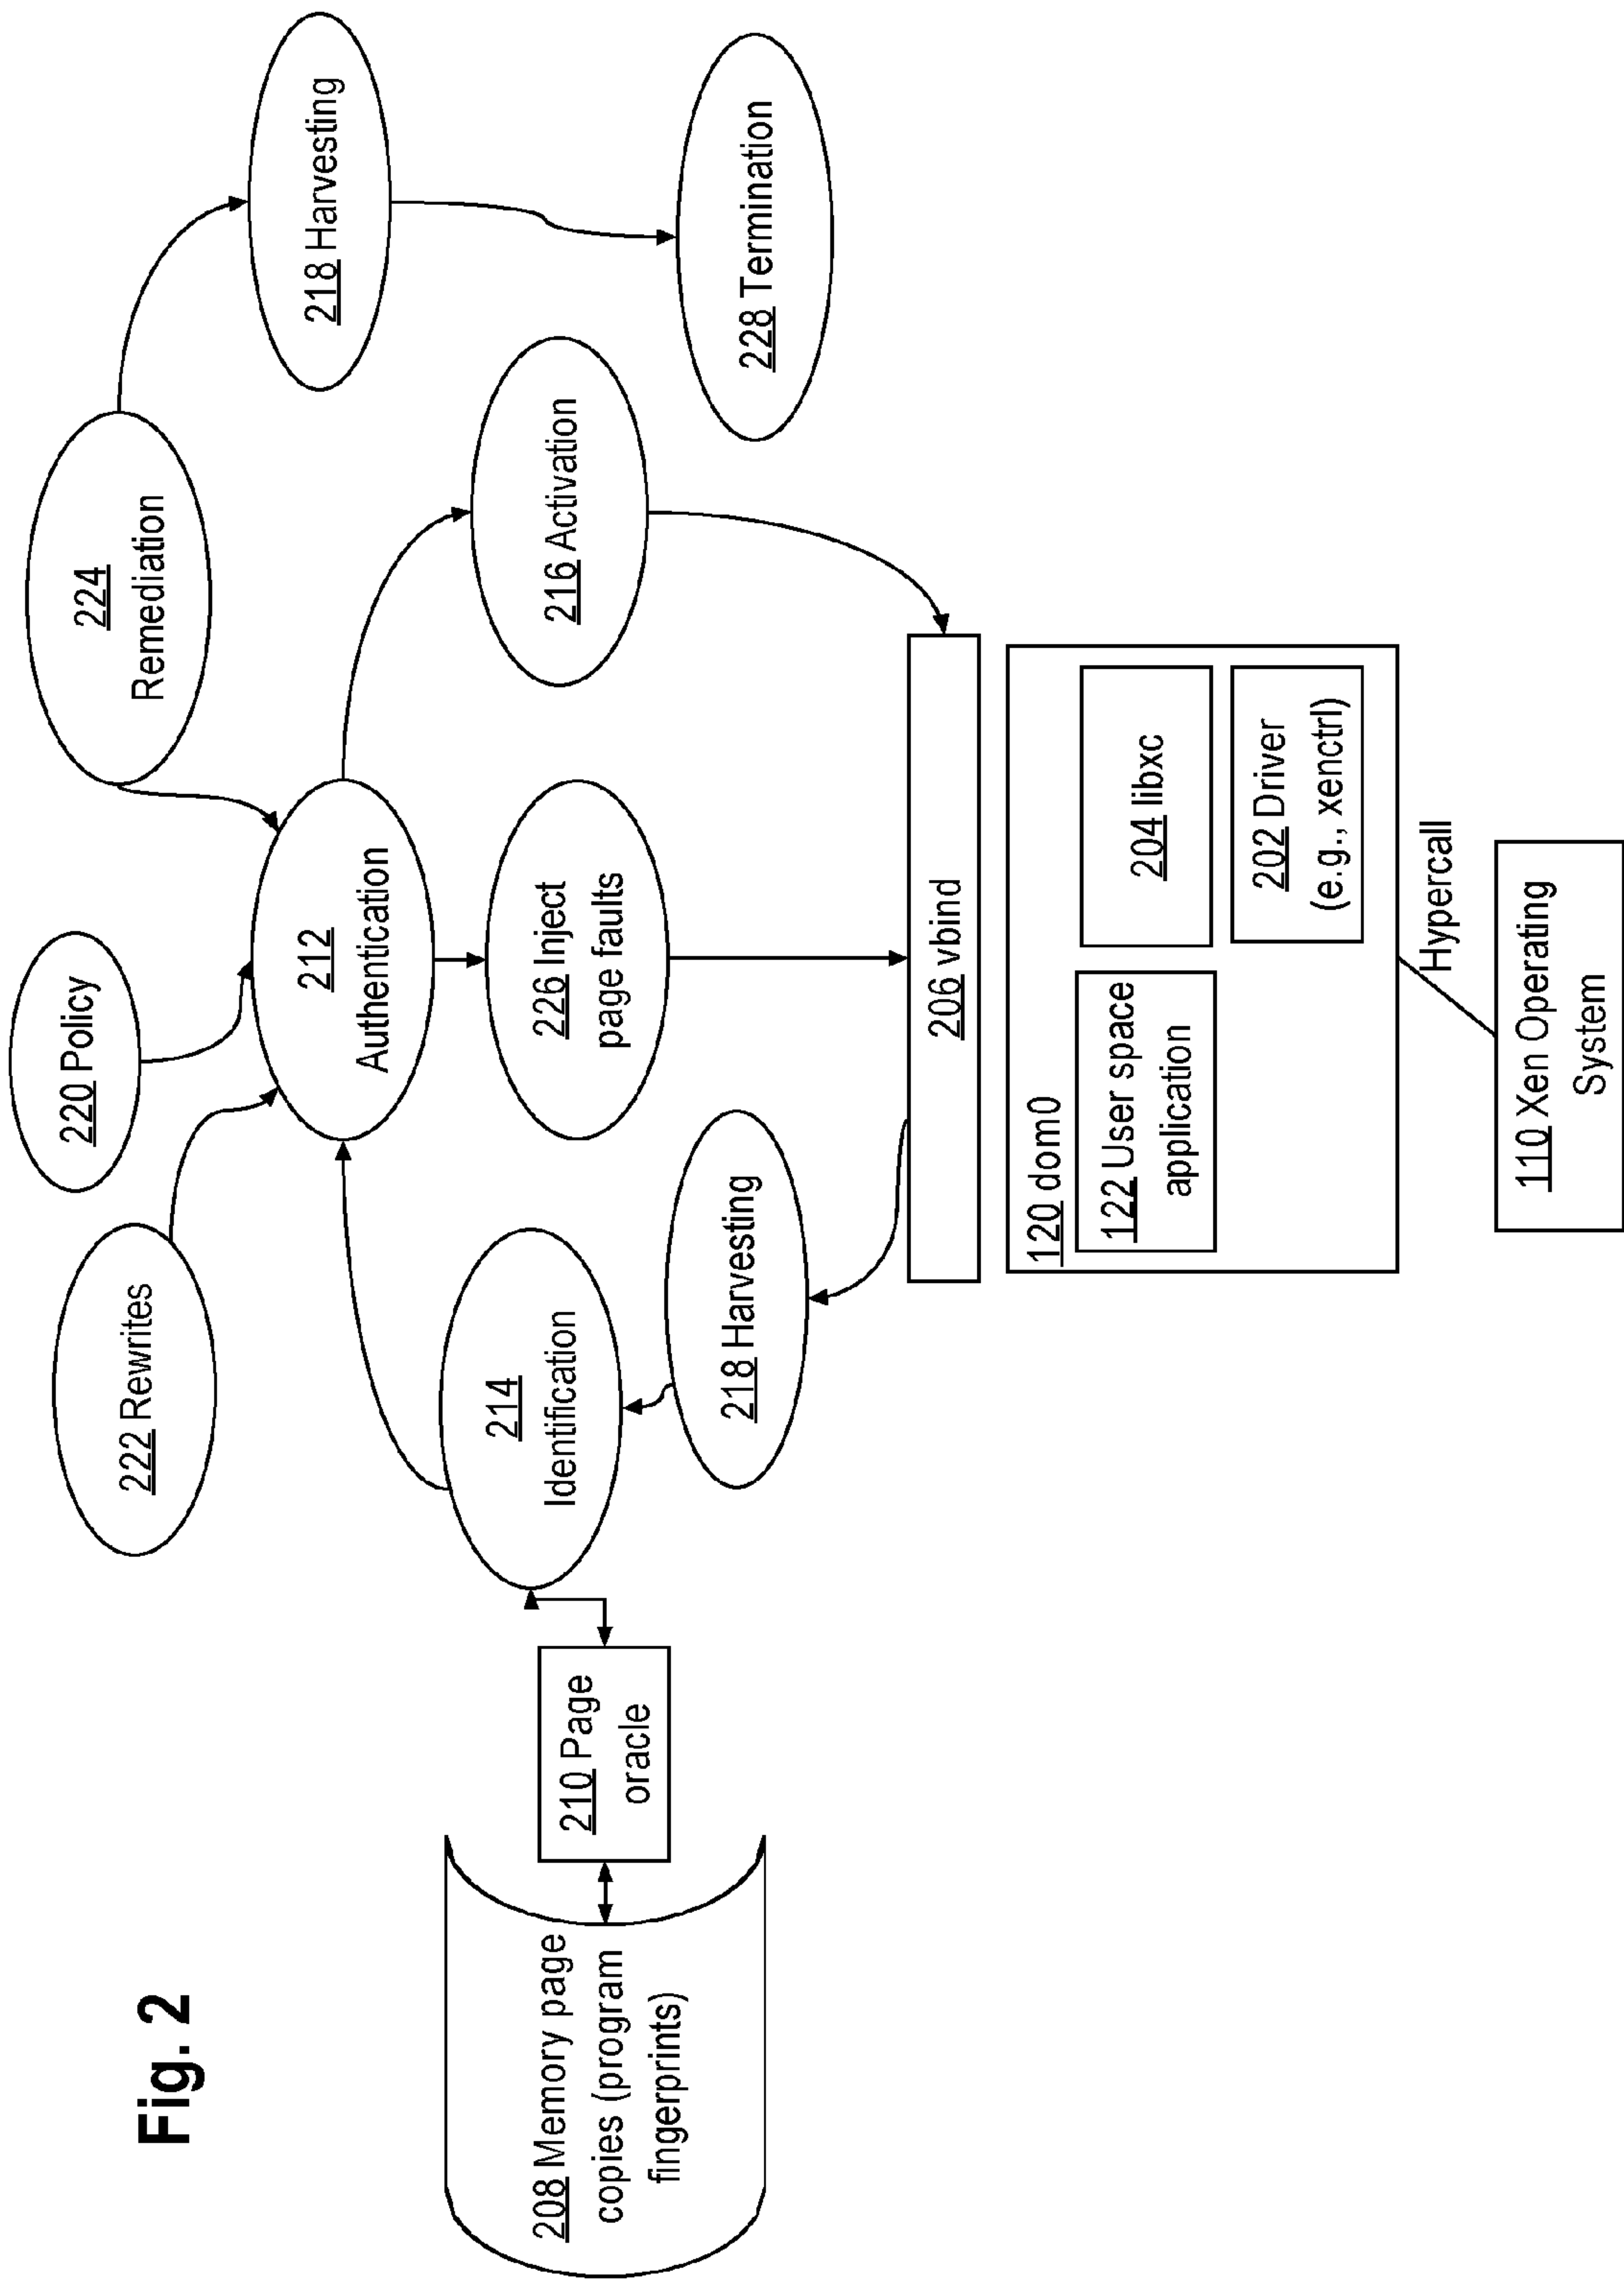 Fig. 2
222 Rewrites
220 Policy
224
Remediation
218 Harvesting
212
Authentication
214
Identification
226 Inject
page faults
216 Activation
228 Termination
208 Memory page
copies (program
fingerprints)
210 Page
oracle
218 Harvesting
206 vbind
120 dom0
122 User space
application
204 libxc
202 Driver
(e.g., xenctrl)
Hypercall
110 Xen Operating
System